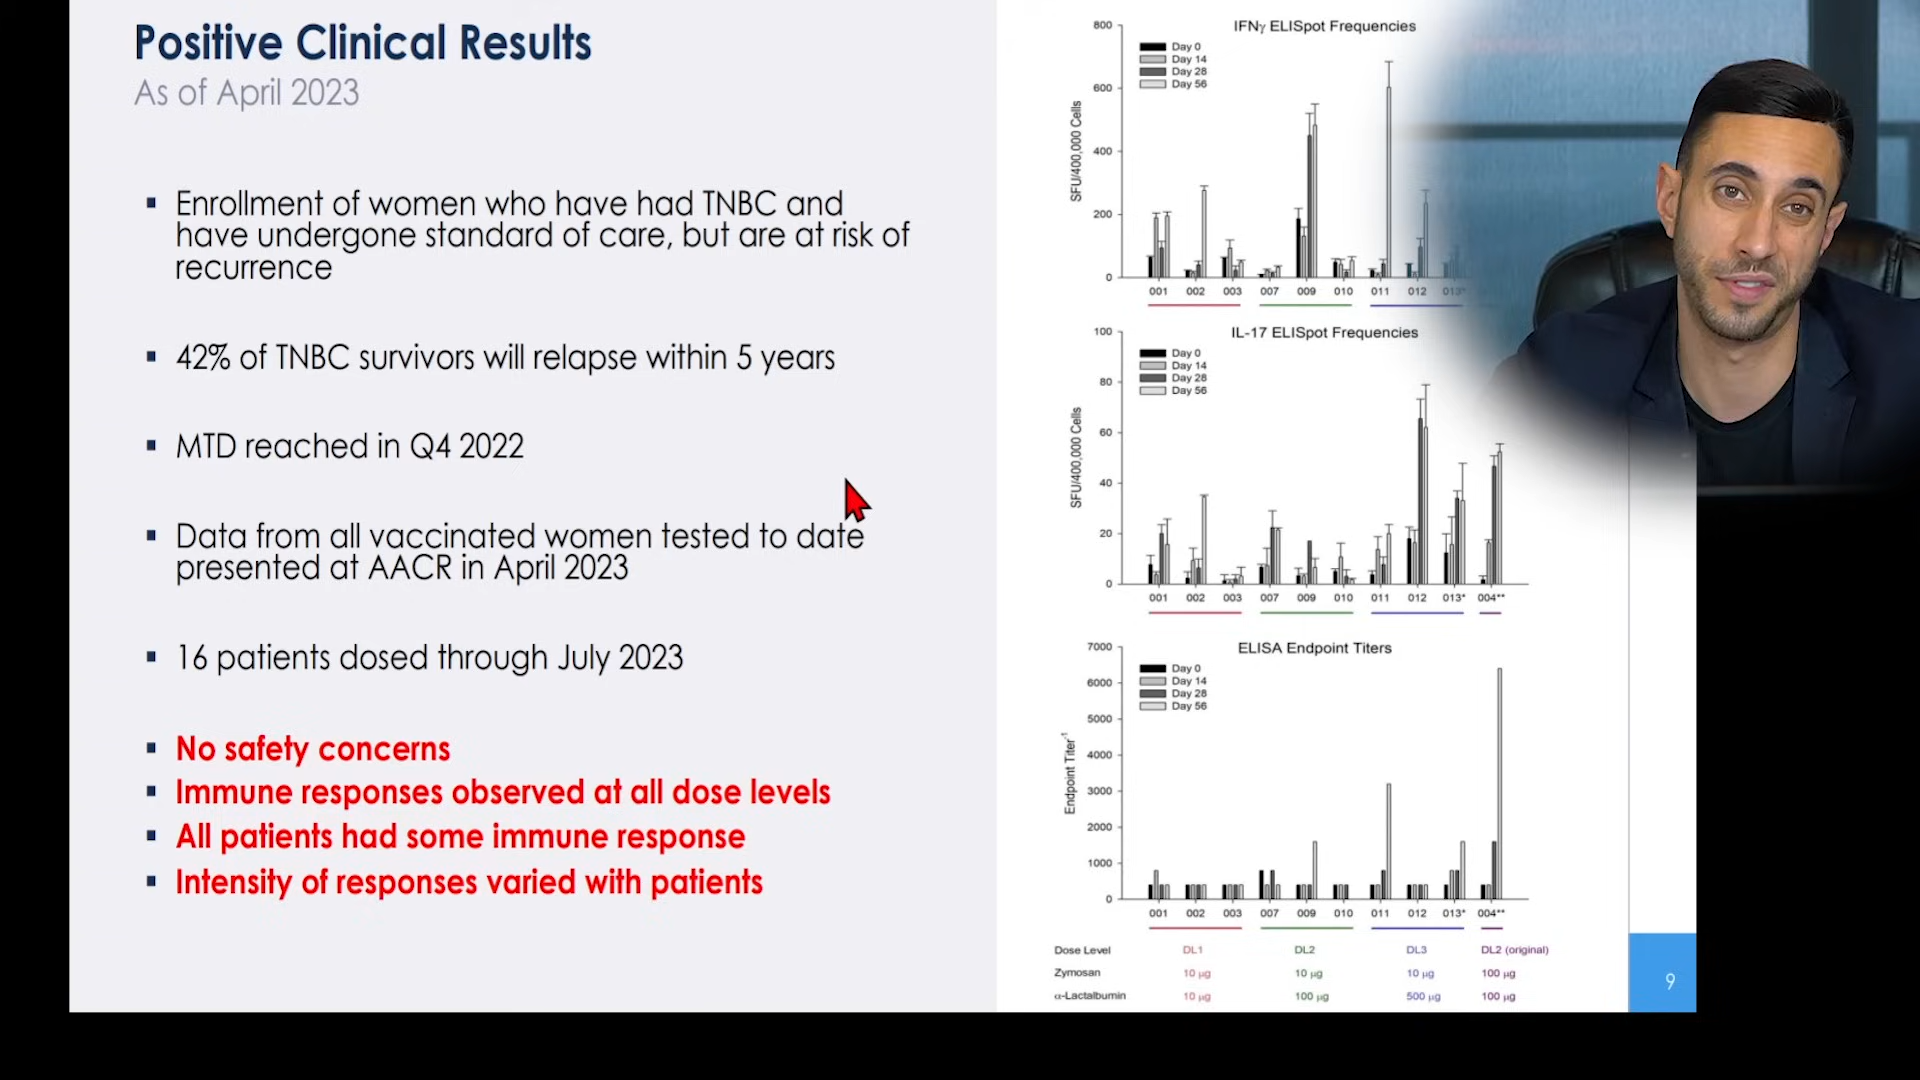 Positive Clinical Results
As of April 2023
Enrollment of women who have had TNBC and
have undergone standard of care, but are at risk of
recurrence
42% of TNBC survivors will relapse within 5 years
MTD reached in Q4 2022
Data from all vaccinated women tested to date
presented at AACR in April 2023
16 patients dosed through July 2023
No safety concerns
Immune responses observed at all dose levels
All patients had some immune response
Intensity of responses varied with patients
IFNγ ELISpot Frequencies
Day 0
Day 14
Day 28
Day 56
SFU/400,000 Cells
800
600
400
200
0
001 002 003 007 009 010 011 012 013*
IL-17 ELISpot Frequencies
Day 0
Day 14
Day 28
Day 56
SFU/400,000 Cells
100
80
60
40
20
0
001 002 003 007 009 010 011 012 013* 004**
ELISA Endpoint Titers
Day 0
Day 14
Day 28
Day 56
Endpoint Titer⁻¹
7000
6000
5000
4000
3000
2000
1000
0
001 002 003 007 009 010 011 012 013* 004**
Dose Level DL1 DL2 DL3 DL2 (original)
Zymosan 10 μg 10 μg 10 μg 100 μg
α-Lactalbumin 10 μg 100 μg 500 μg 100 μg
9